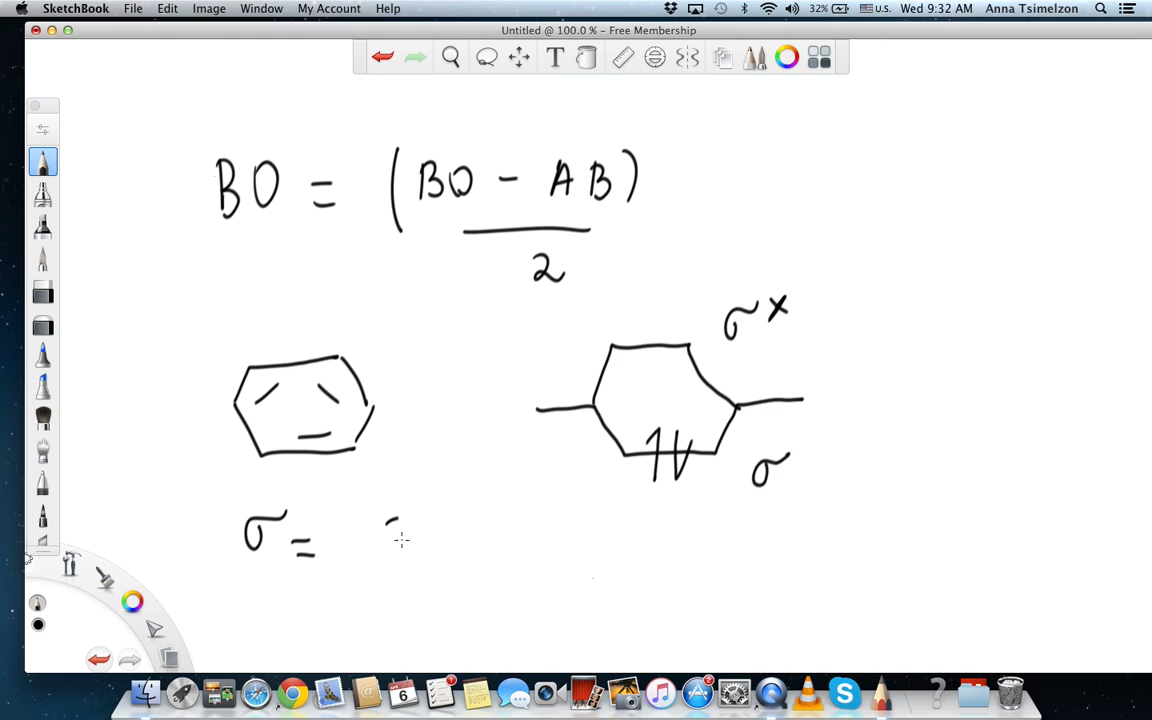 SketchBook File Edit Image Window My Account Help 32% U.S. Wed 9:32 AM Anna Tsimelzon
Untitled @ 100.0 % - Free Membership
BO = (BO - AB)
2
σ*
σ
σ =